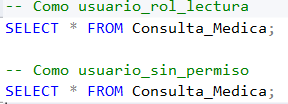 -- Como usuario_rol_lectura
SELECT * FROM Consulta_Medica;
-- Como usuario_sin_permiso
SELECT * FROM Consulta_Medica;